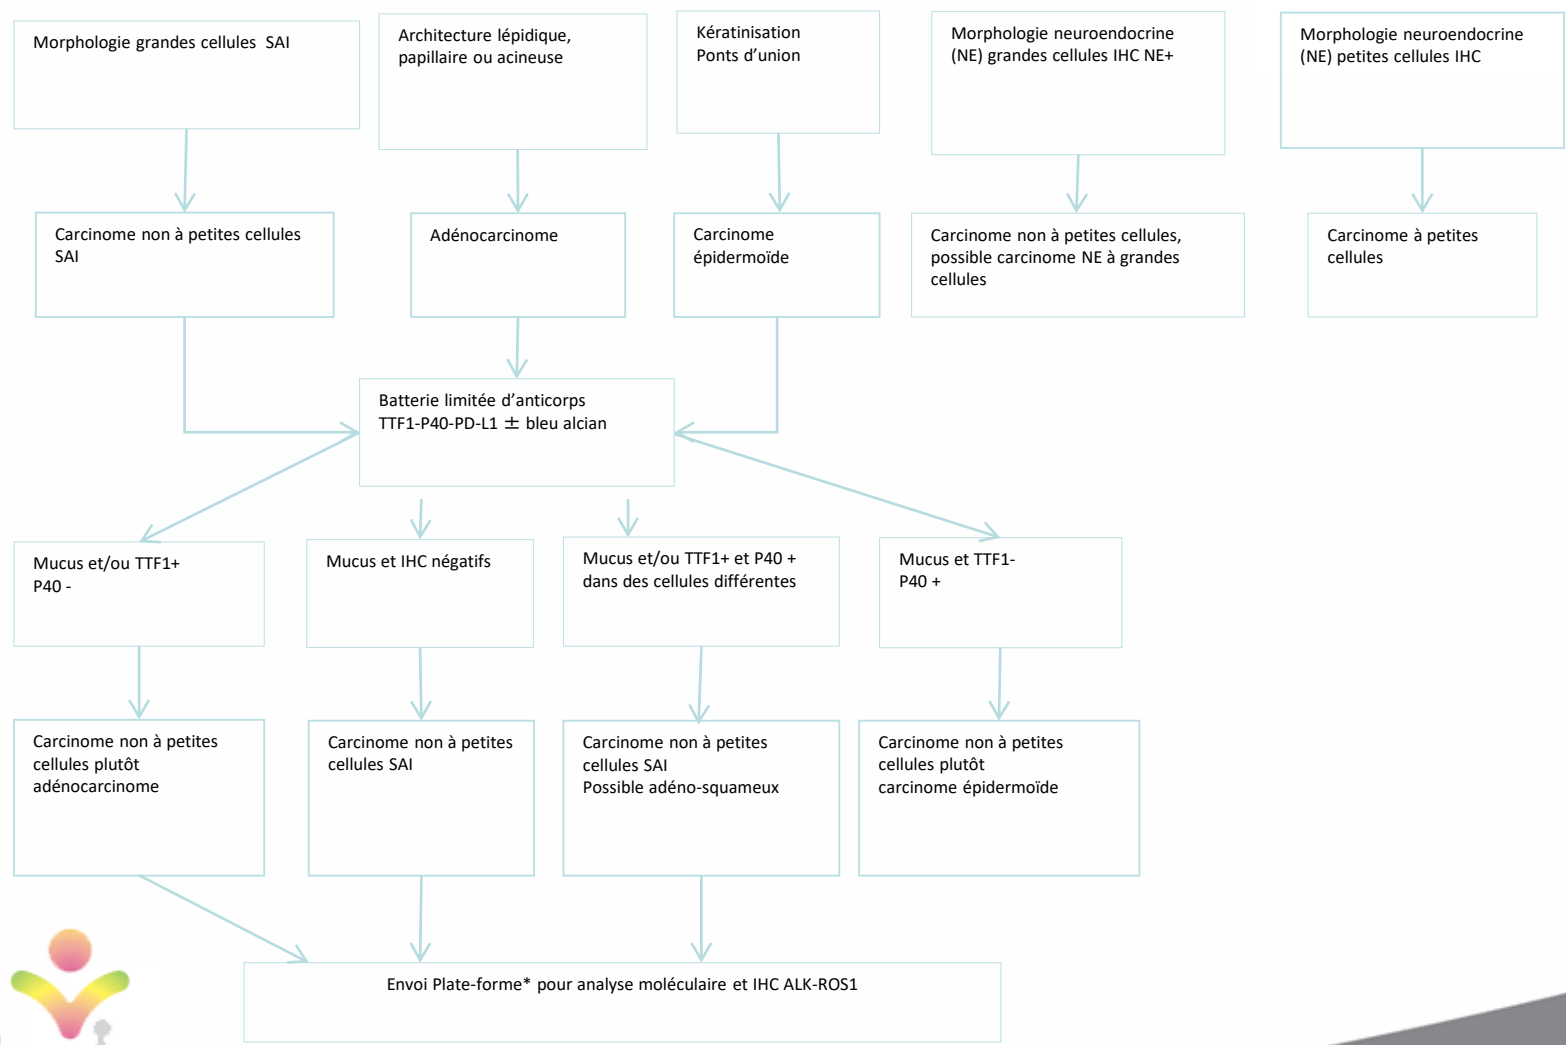 Morphologie grandes cellules SAI
Architecture lépidique,
papillaire ou acineuse
Kératinisation
Ponts d'union
Morphologie neuroendocrine
(NE) grandes cellules IHC NE+
Morphologie neuroendocrine
(NE) petites cellules IHC
Carcinome non à petites cellules
SAI
Adénocarcinome
Carcinome
épidermoïde
Carcinome non à petites cellules,
possible carcinome NE à grandes
cellules
Carcinome à petites
cellules
Batterie limitée d'anticorps
TTF1-P40-PD-L1 ± bleu alcian
Mucus et/ou TTF1+
P40 -
Mucus et IHC négatifs
Mucus et/ou TTF1+ et P40 +
dans des cellules différentes
Mucus et TTF1-
P40 +
Carcinome non à petites
cellules plutôt
adénocarcinome
Carcinome non à petites
cellules SAI
Carcinome non à petites
cellules SAI
Possible adéno-squameux
Carcinome non à petites
cellules plutôt
carcinome épidermoïde
Envoi Plate-forme* pour analyse moléculaire et IHC ALK-ROS1